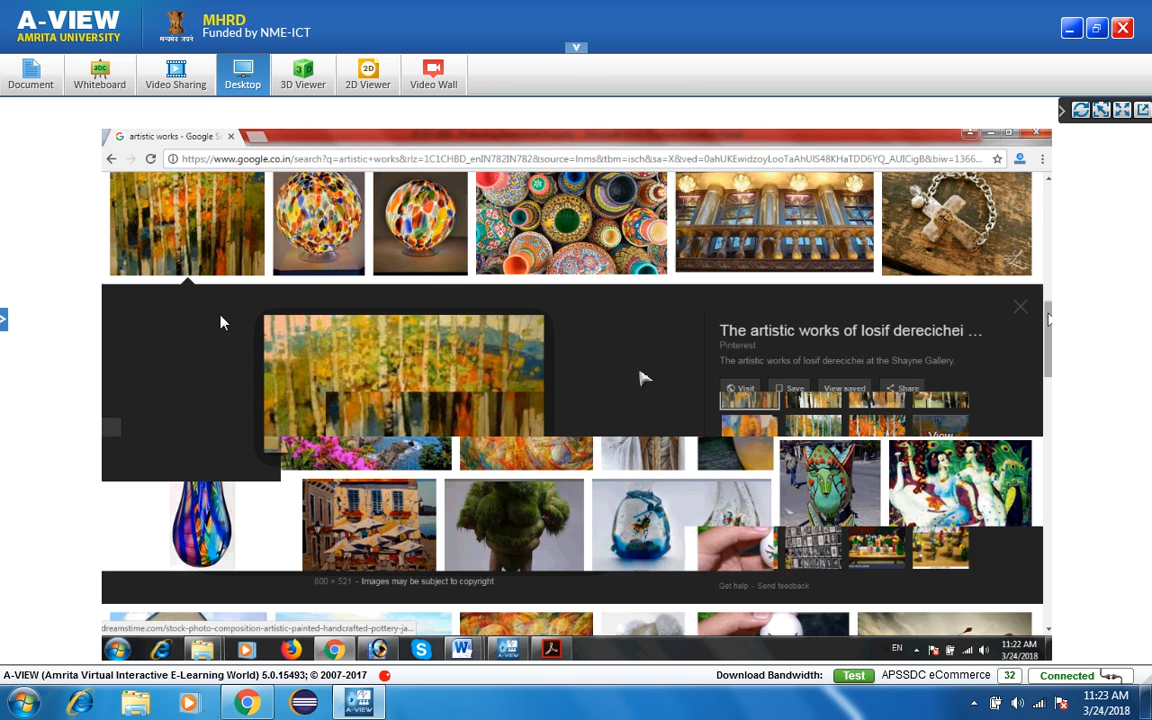 A-VIEW
AMRITA UNIVERSITY
MHRD
Funded by NME-ICT
Document
Whiteboard
Video Sharing
Desktop
3D Viewer
2D Viewer
Video Wall
artistic works - Google S
https://www.google.co.in/search?q=artistic+works&rlz=1C1CHBD_enIN782IN782&source=lnms&tbm=isch&sa=X&ved=0ahUKEwidzoyLooTaAhUIS48KHaTDD6YQ_AUICigB&biw=1366...
The artistic works of Iosif derecichei ...
Pinterest
The artistic works of Iosif derecichei at the Shayne Gallery.
Visit
Save
View saved
Share
View
800 × 521 - Images may be subject to copyright
Get help - Send feedback
dreamstime.com/stock-photo-composition-artistic-painted-handcrafted-pottery-ja...
EN
11:22 AM
3/24/2018
A-VIEW (Amrita Virtual Interactive E-Learning World) 5.0.15493; © 2007-2017
Download Bandwidth:
Test
APSSDC eCommerce
32
Connected
11:23 AM
3/24/2018